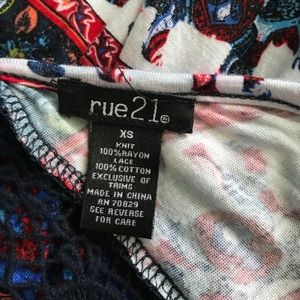 rue21®
XS
KNIT
100%RAYON
LACE
100%COTTON
EXCLUSIVE OF
TRIMS
MADE IN CHINA
RN 70829
SEE REVERSE
FOR CARE